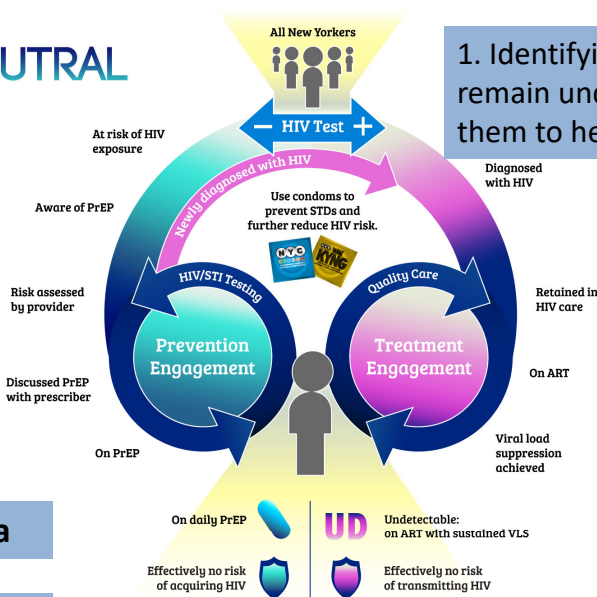 UTRAL
All New Yorkers
1. Identifyi
remain und
them to he
— HIV Test +
At risk of HIV
exposure
Newly diagnosed with HIV
Diagnosed
with HIV
Use condoms to
prevent STDs and
further reduce HIV risk.
NYC
CONDOM
NYC
KYNG
Aware of PrEP
HIV/STI Testing
Quality Care
Risk assessed
by provider
Retained in
HIV care
Prevention
Engagement
Treatment
Engagement
On ART
Discussed PrEP
with prescriber
On PrEP
Viral load
suppression
achieved
a
On daily PrEP
UD
Undetectable:
on ART with sustained VLS
Effectively no risk
of acquiring HIV
Effectively no risk
of transmitting HIV